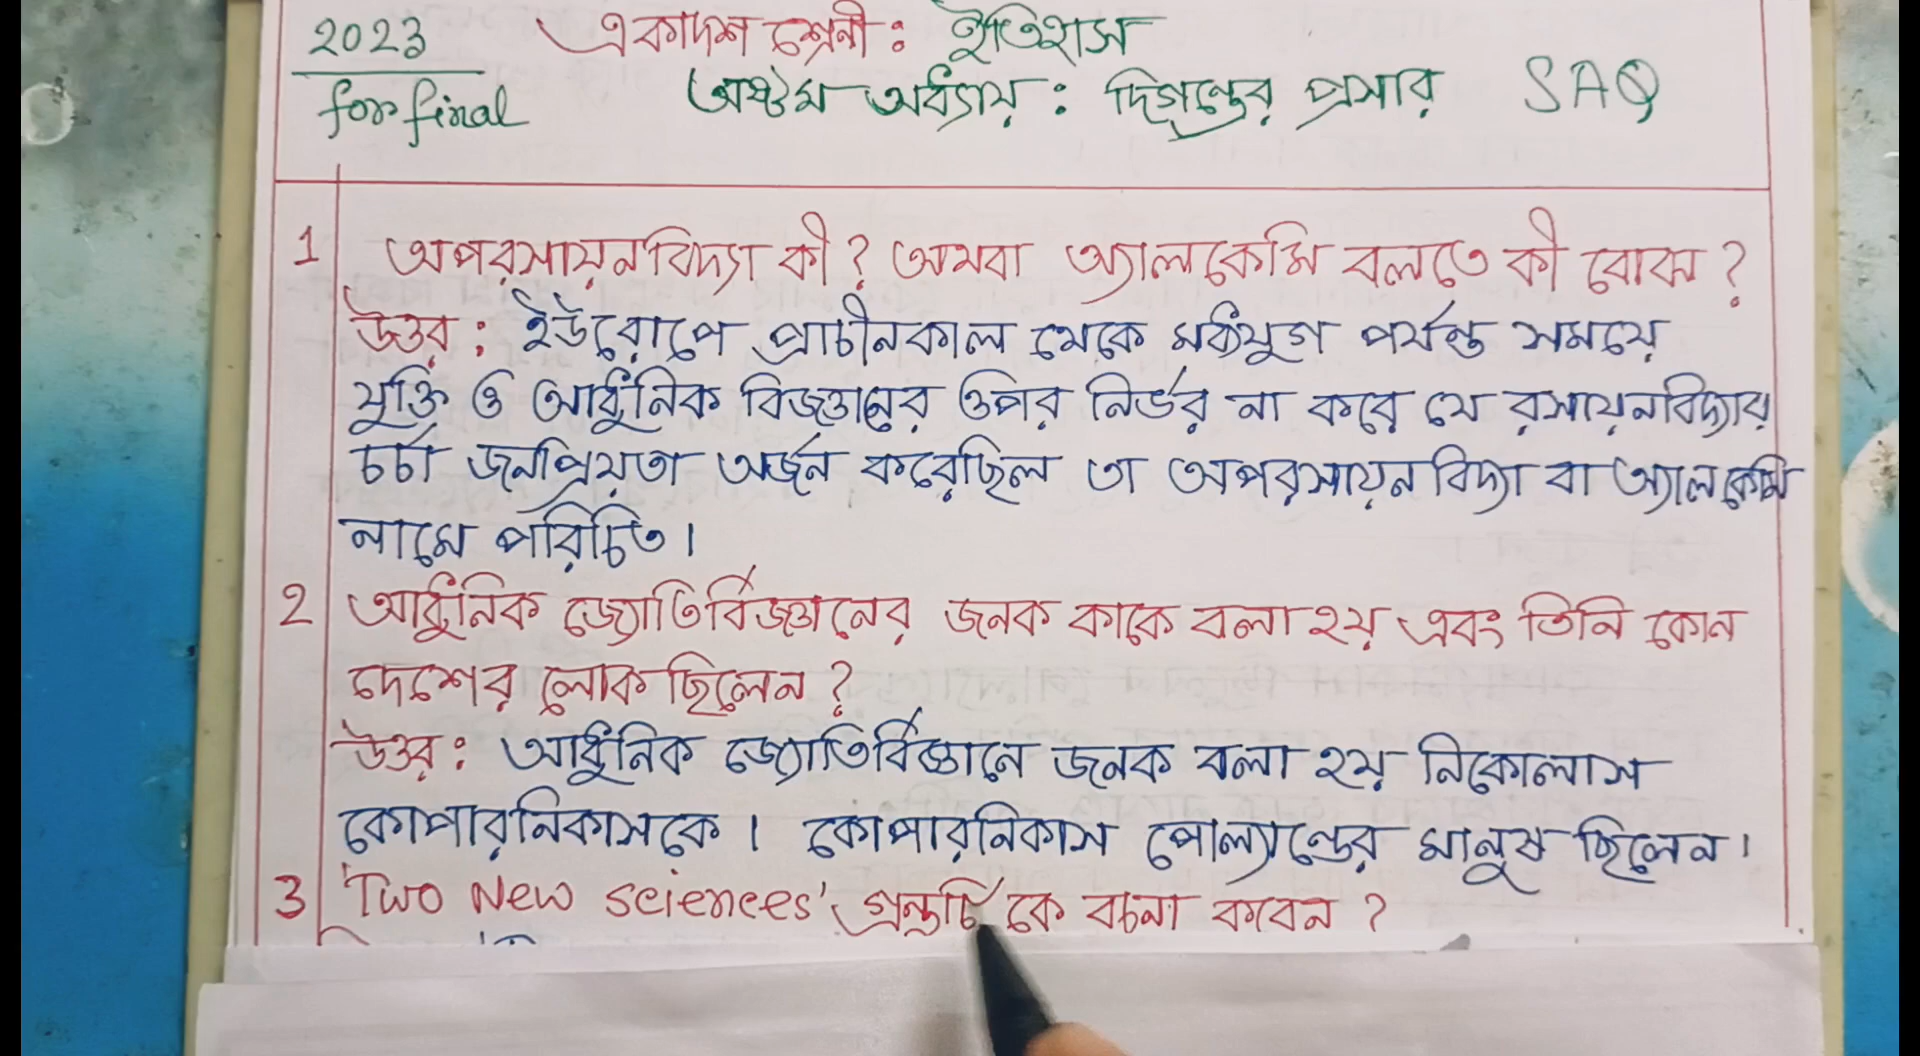 2023 একাদশ শ্রেনী: ইতিহাস
for final অষ্টম অধ্যায়: দিগন্তের প্রসার SAQ
1 অপরসায়নবিদ্যা কী? অথবা অ্যালকেমি বলতে কী বোঝ?
উত্তর: ইউরোপে প্রাচীনকাল থেকে মধ্যযুগ পর্যন্ত সময়ে
যুক্তি ও আধুনিক বিজ্ঞানের ওপর নির্ভর না করে যে রসায়নবিদ্যার
চর্চা জনপ্রিয়তা অর্জন করেছিল তা অপরসায়নবিদ্যা বা অ্যালকেমি
নামে পরিচিত।
2 আধুনিক জ্যোতির্বিজ্ঞানের জনক কাকে বলা হয় এবং তিনি কোন
দেশের লোক ছিলেন?
উত্তর: আধুনিক জ্যোতির্বিজ্ঞানে জনক বলা হয় নিকোলাস
কোপারনিকাসকে। কোপারনিকাস পোল্যাণ্ডের মানুষ ছিলেন।
3 'Two New sciences' গ্রন্থটি কে রচনা করেন?